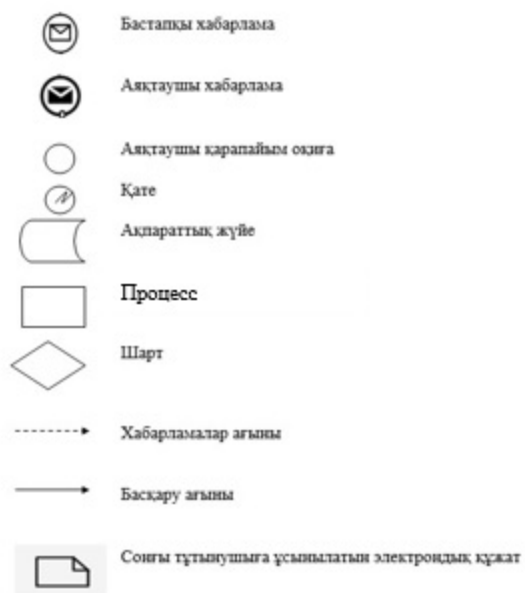 Бастапқы хабарлама
Аяқтаушы хабарлама
Аяқтаушы қарапайым оқиға
Қате
Ақпараттық жүйе
Процесс
Шарт
Хабарламалар ағыны
Басқару ағыны
Соңғы тұтынушыға ұсынылатын электрондық құжат